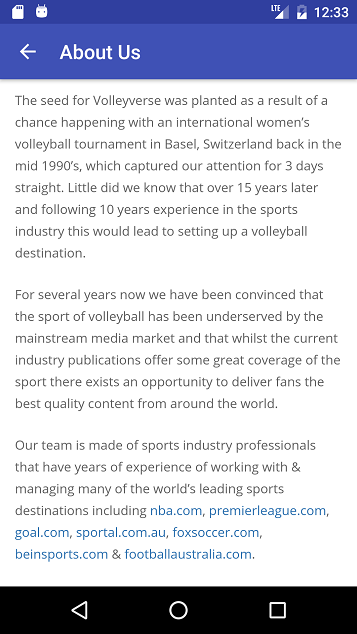 LTE 12:33
About Us
The seed for Volleyverse was planted as a result of a
chance happening with an international women's
volleyball tournament in Basel, Switzerland back in the
mid 1990's, which captured our attention for 3 days
straight. Little did we know that over 15 years later
and following 10 years experience in the sports
industry this would lead to setting up a volleyball
destination.
For several years now we have been convinced that
the sport of volleyball has been underserved by the
mainstream media market and that whilst the current
industry publications offer some great coverage of the
sport there exists an opportunity to deliver fans the
best quality content from around the world.
Our team is made of sports industry professionals
that have years of experience of working with &
managing many of the world's leading sports
destinations including nba.com, premierleague.com,
goal.com, sportal.com.au, foxsoccer.com,
beinsports.com & footballaustralia.com.